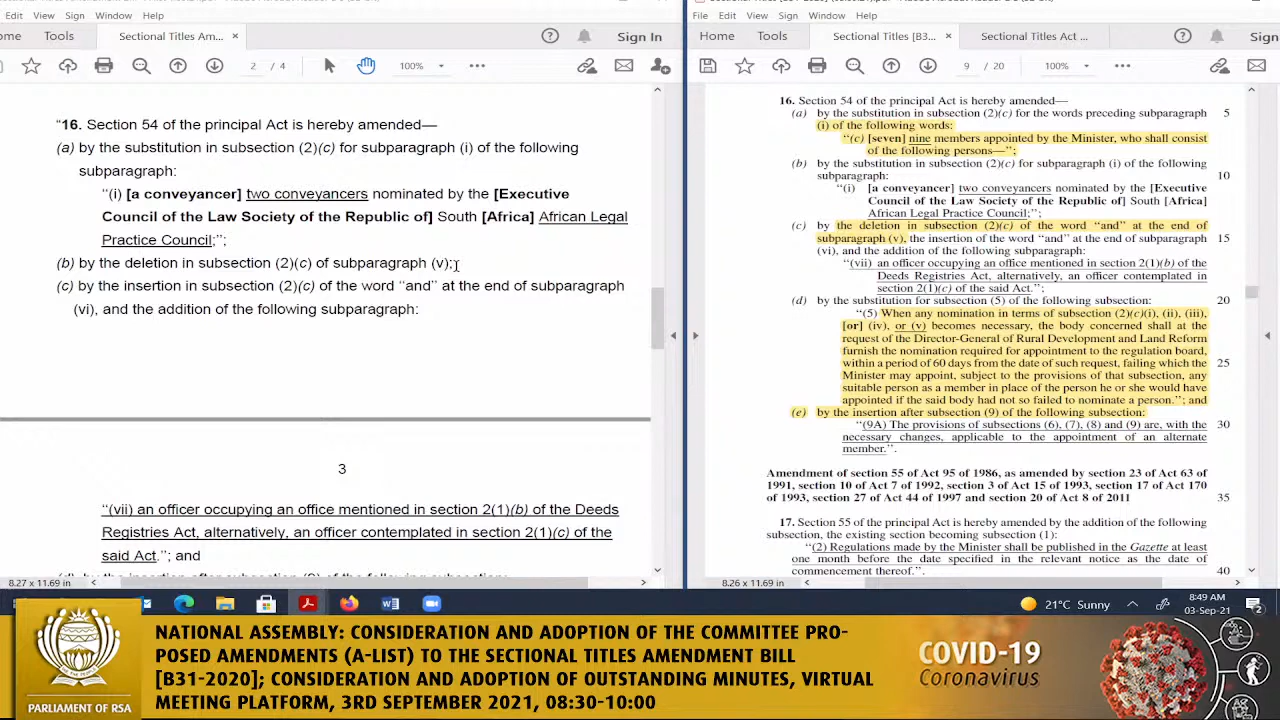 Edit View Sign Window Help
ome Tools Sectional Titles Am... × Sign In
2 / 4 100%
“16. Section 54 of the principal Act is hereby amended—
(a) by the substitutıon in subsection (2)(c) for subparagraph (i) of the following
subparagraph:
“(i) [a conveyancer] two conveyancers nominated by the [Executive
Council of the Law Society of the Republic of] South [Africa] African Legal
Practice Council;”;
(b) by the deletion in subsection (2)(c) of subparagraph (v);
(c) by the insertion in subsection (2)(c) of the word “and” at the end of subparagraph
(vi), and the addition of the following subparagraph:
3
“(vii) an officer occupying an office mentioned in section 2(1)(b) of the Deeds
Registries Act, alternatively, an officer contemplated in section 2(1)(c) of the
said Act.”; and
8.27 x 11.69 in
File Edit View Sign Window Help
Home Tools Sectional Titles [B3... × Sectional Titles Act ... Sign
9 / 20 100%
16. Section 54 of the principal Act is hereby amended—
(a) by the substitution in subsection (2)(c) for the words preceding subparagraph 5
(i) of the following words:
“(c) [seven] nine members appointed by the Minister, who shall consist
of the following persons—”;
(b) by the substitution in subsection (2)(c) for subparagraph (i) of the following
subparagraph: 10
“(i) [a conveyancer] two conveyancers nominated by the [Executive
Council of the Law Society of the Republic of] South [Africa]
African Legal Practice Council;”;
(c) by the deletion in subsection (2)(c) of the word “and” at the end of
subparagraph (v), the insertion of the word “and” at the end of subparagraph 15
(vi) and the addition of the following subparagraph:
“(vii) an officer occupying an office mentioned in section 2(1)(b) of the
Deeds Registries Act, alternatively, an officer contemplated in
section 2(1)(c) of the said Act.”;
(d) by the substitution for subsection (5) of the following subsection: 20
“(5) When any nomination in terms of subsection (2)(c)(i), (ii), (iii),
[or] (iv), or (v) becomes necessary, the body concerned shall at the
request of the Director-General of Rural Development and Land Reform
furnish the nomination required for appointment to the regulation board,
within a period of 60 days from the date of such request, failing which the 25
Minister may appoint, subject to the provisions of that subsection, any
suitable person as a member in place of the person he or she would have
appointed if the said body had not so failed to nominate a person.”; and
(e) by the insertion after subsection (9) of the following subsection:
“(9A) The provisions of subsections (6), (7), (8) and (9) are, with the 30
necessary changes, applicable to the appointment of an alternate
member.”.
Amendment of section 55 of Act 95 of 1986, as amended by section 23 of Act 63 of
1991, section 10 of Act 7 of 1992, section 3 of Act 15 of 1993, section 17 of Act 170
of 1993, section 27 of Act 44 of 1997 and section 20 of Act 8 of 2011 35
17. Section 55 of the principal Act is hereby amended by the addition of the following
subsection, the existing section becoming subsection (1):
“(2) Regulations made by the Minister shall be published in the Gazette at least
one month before the date specified in the relevant notice as the date of
commencement thereof.”. 40
8.26 x 11.69 in
21°C Sunny 8:49 AM
03-Sep-21 2
NATIONAL ASSEMBLY: CONSIDERATION AND ADOPTION OF THE COMMITTEE PRO-
POSED AMENDMENTS (A-LIST) TO THE SECTIONAL TITLES AMENDMENT BILL
[B31-2020]; CONSIDERATION AND ADOPTION OF OUTSTANDING MINUTES, VIRTUAL
MEETING PLATFORM, 3RD SEPTEMBER 2021, 08:30-10:00
PARLIAMENT OF RSA
COVID-19
Coronavirus